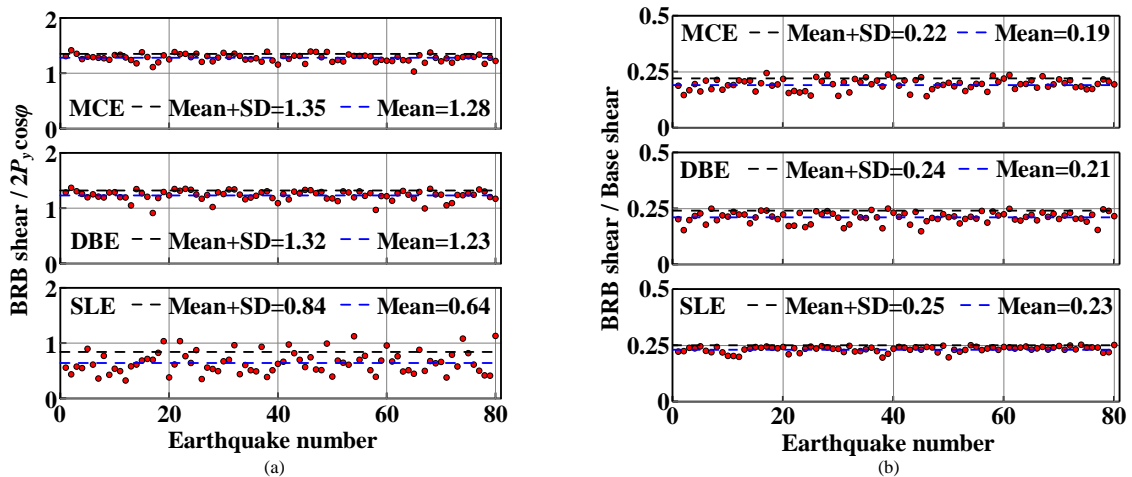 BRB shear / 2Py cosφ
2
1
0
MCE Mean+SD=1.35 Mean=1.28
2
1
0
DBE Mean+SD=1.32 Mean=1.23
2
1
0
SLE Mean+SD=0.84 Mean=0.64
0 20 40 60 80
Earthquake number
(a)
BRB shear / Base shear
0.5
0.25
0
MCE Mean+SD=0.22 Mean=0.19
0.5
0.25
0
DBE Mean+SD=0.24 Mean=0.21
0.5
0.25
0
SLE Mean+SD=0.25 Mean=0.23
0 20 40 60 80
Earthquake number
(b)